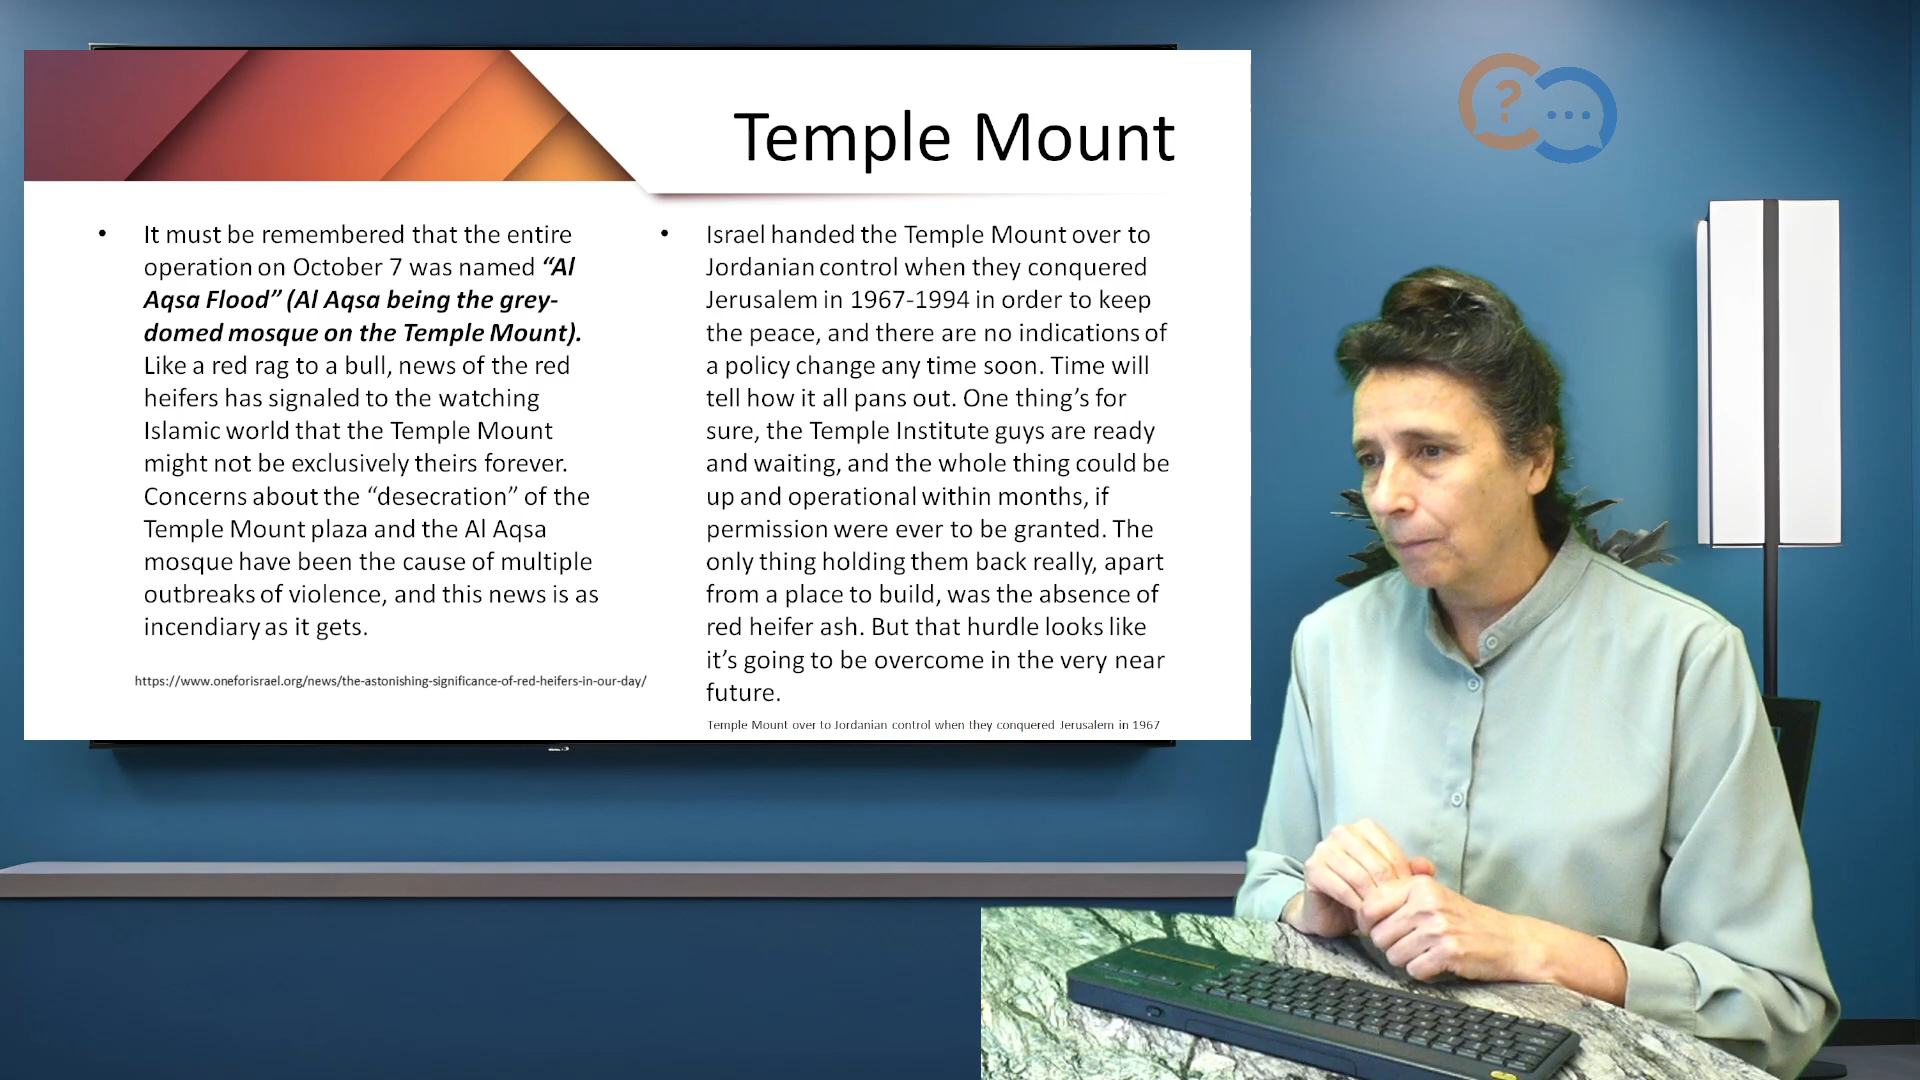 Temple Mount
• It must be remembered that the entire
operation on October 7 was named “Al
Aqsa Flood” (Al Aqsa being the grey-
domed mosque on the Temple Mount).
Like a red rag to a bull, news of the red
heifers has signaled to the watching
Islamic world that the Temple Mount
might not be exclusively theirs forever.
Concerns about the “desecration” of the
Temple Mount plaza and the Al Aqsa
mosque have been the cause of multiple
outbreaks of violence, and this news is as
incendiary as it gets.
https://www.oneforisrael.org/news/the-astonishing-significance-of-red-heifers-in-our-day/
• Israel handed the Temple Mount over to
Jordanian control when they conquered
Jerusalem in 1967-1994 in order to keep
the peace, and there are no indications of
a policy change any time soon. Time will
tell how it all pans out. One thing’s for
sure, the Temple Institute guys are ready
and waiting, and the whole thing could be
up and operational within months, if
permission were ever to be granted. The
only thing holding them back really, apart
from a place to build, was the absence of
red heifer ash. But that hurdle looks like
it’s going to be overcome in the very near
future.
Temple Mount over to Jordanian control when they conquered Jerusalem in 1967
?